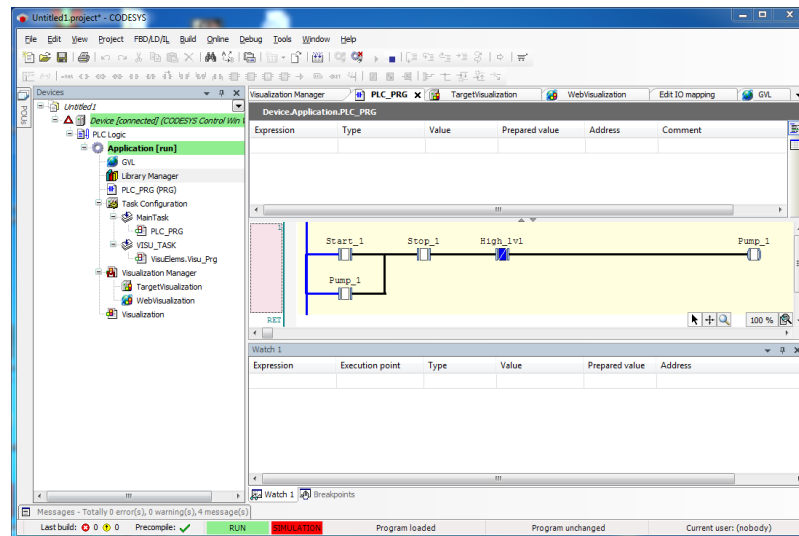 Untitled1.project* - CODESYS
File Edit View Project FBD/LD/IL Build Online Debug Tools Window Help
Devices
Visualization Manager PLC_PRG TargetVisualization WebVisualization Edit IO mapping GVL
POUs
Untitled1
Device [connected] (CODESYS Control Win V
PLC Logic
Application [run]
GVL
Library Manager
PLC_PRG (PRG)
Task Configuration
MainTask
PLC_PRG
VISU_TASK
VisuElems.Visu_Prg
Visualization Manager
TargetVisualization
WebVisualization
Visualization
Device.Application.PLC_PRG
Expression Type Value Prepared value Address Comment
1
Start_1 Stop_1 High_lvl Pump_1
Pump_1
RET
100 %
Watch 1
Expression Execution point Type Value Prepared value Address
Watch 1 Breakpoints
Messages - Totally 0 error(s), 0 warning(s), 4 message(s)
Last build: 0 0 Precompile: RUN SIMULATION Program loaded Program unchanged Current user: (nobody)